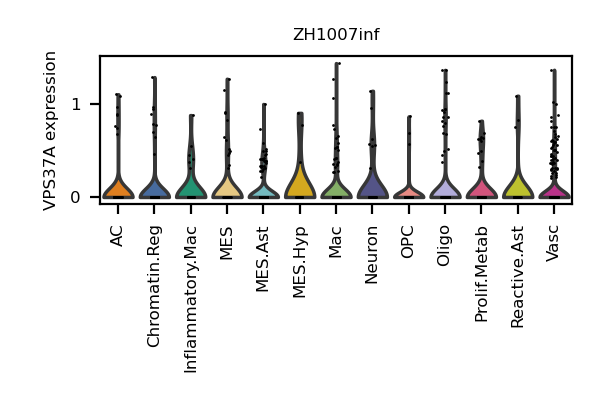 ZH1007inf
VPS37A expression
1
0
AC
Chromatin.Reg
Inflammatory.Mac
MES
MES.Ast
MES.Hyp
Mac
Neuron
OPC
Oligo
Prolif.Metab
Reactive.Ast
Vasc